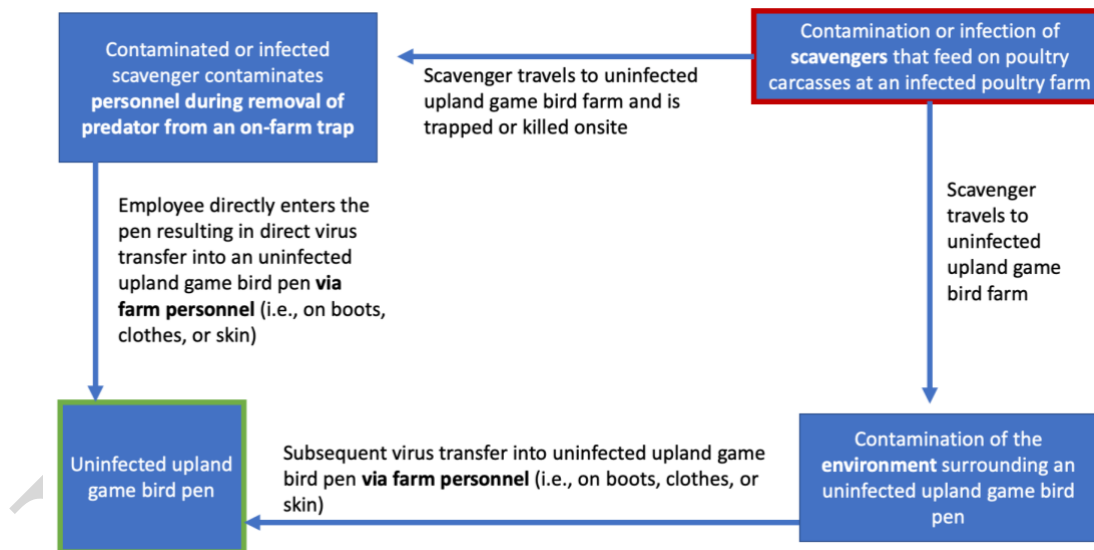 Contaminated or infected
scavenger contaminates
personnel during removal of
predator from an on-farm trap
Scavenger travels to uninfected
upland game bird farm and is
trapped or killed onsite
Contamination or infection of
scavengers that feed on poultry
carcasses at an infected poultry farm
Employee directly enters the
pen resulting in direct virus
transfer into an uninfected
upland game bird pen via
farm personnel (i.e., on boots,
clothes, or skin)
Scavenger
travels to
uninfected
upland game
bird farm
Uninfected upland
game bird pen
Subsequent virus transfer into uninfected upland game
bird pen via farm personnel (i.e., on boots, clothes, or
skin)
Contamination of the
environment surrounding an
uninfected upland game bird
pen